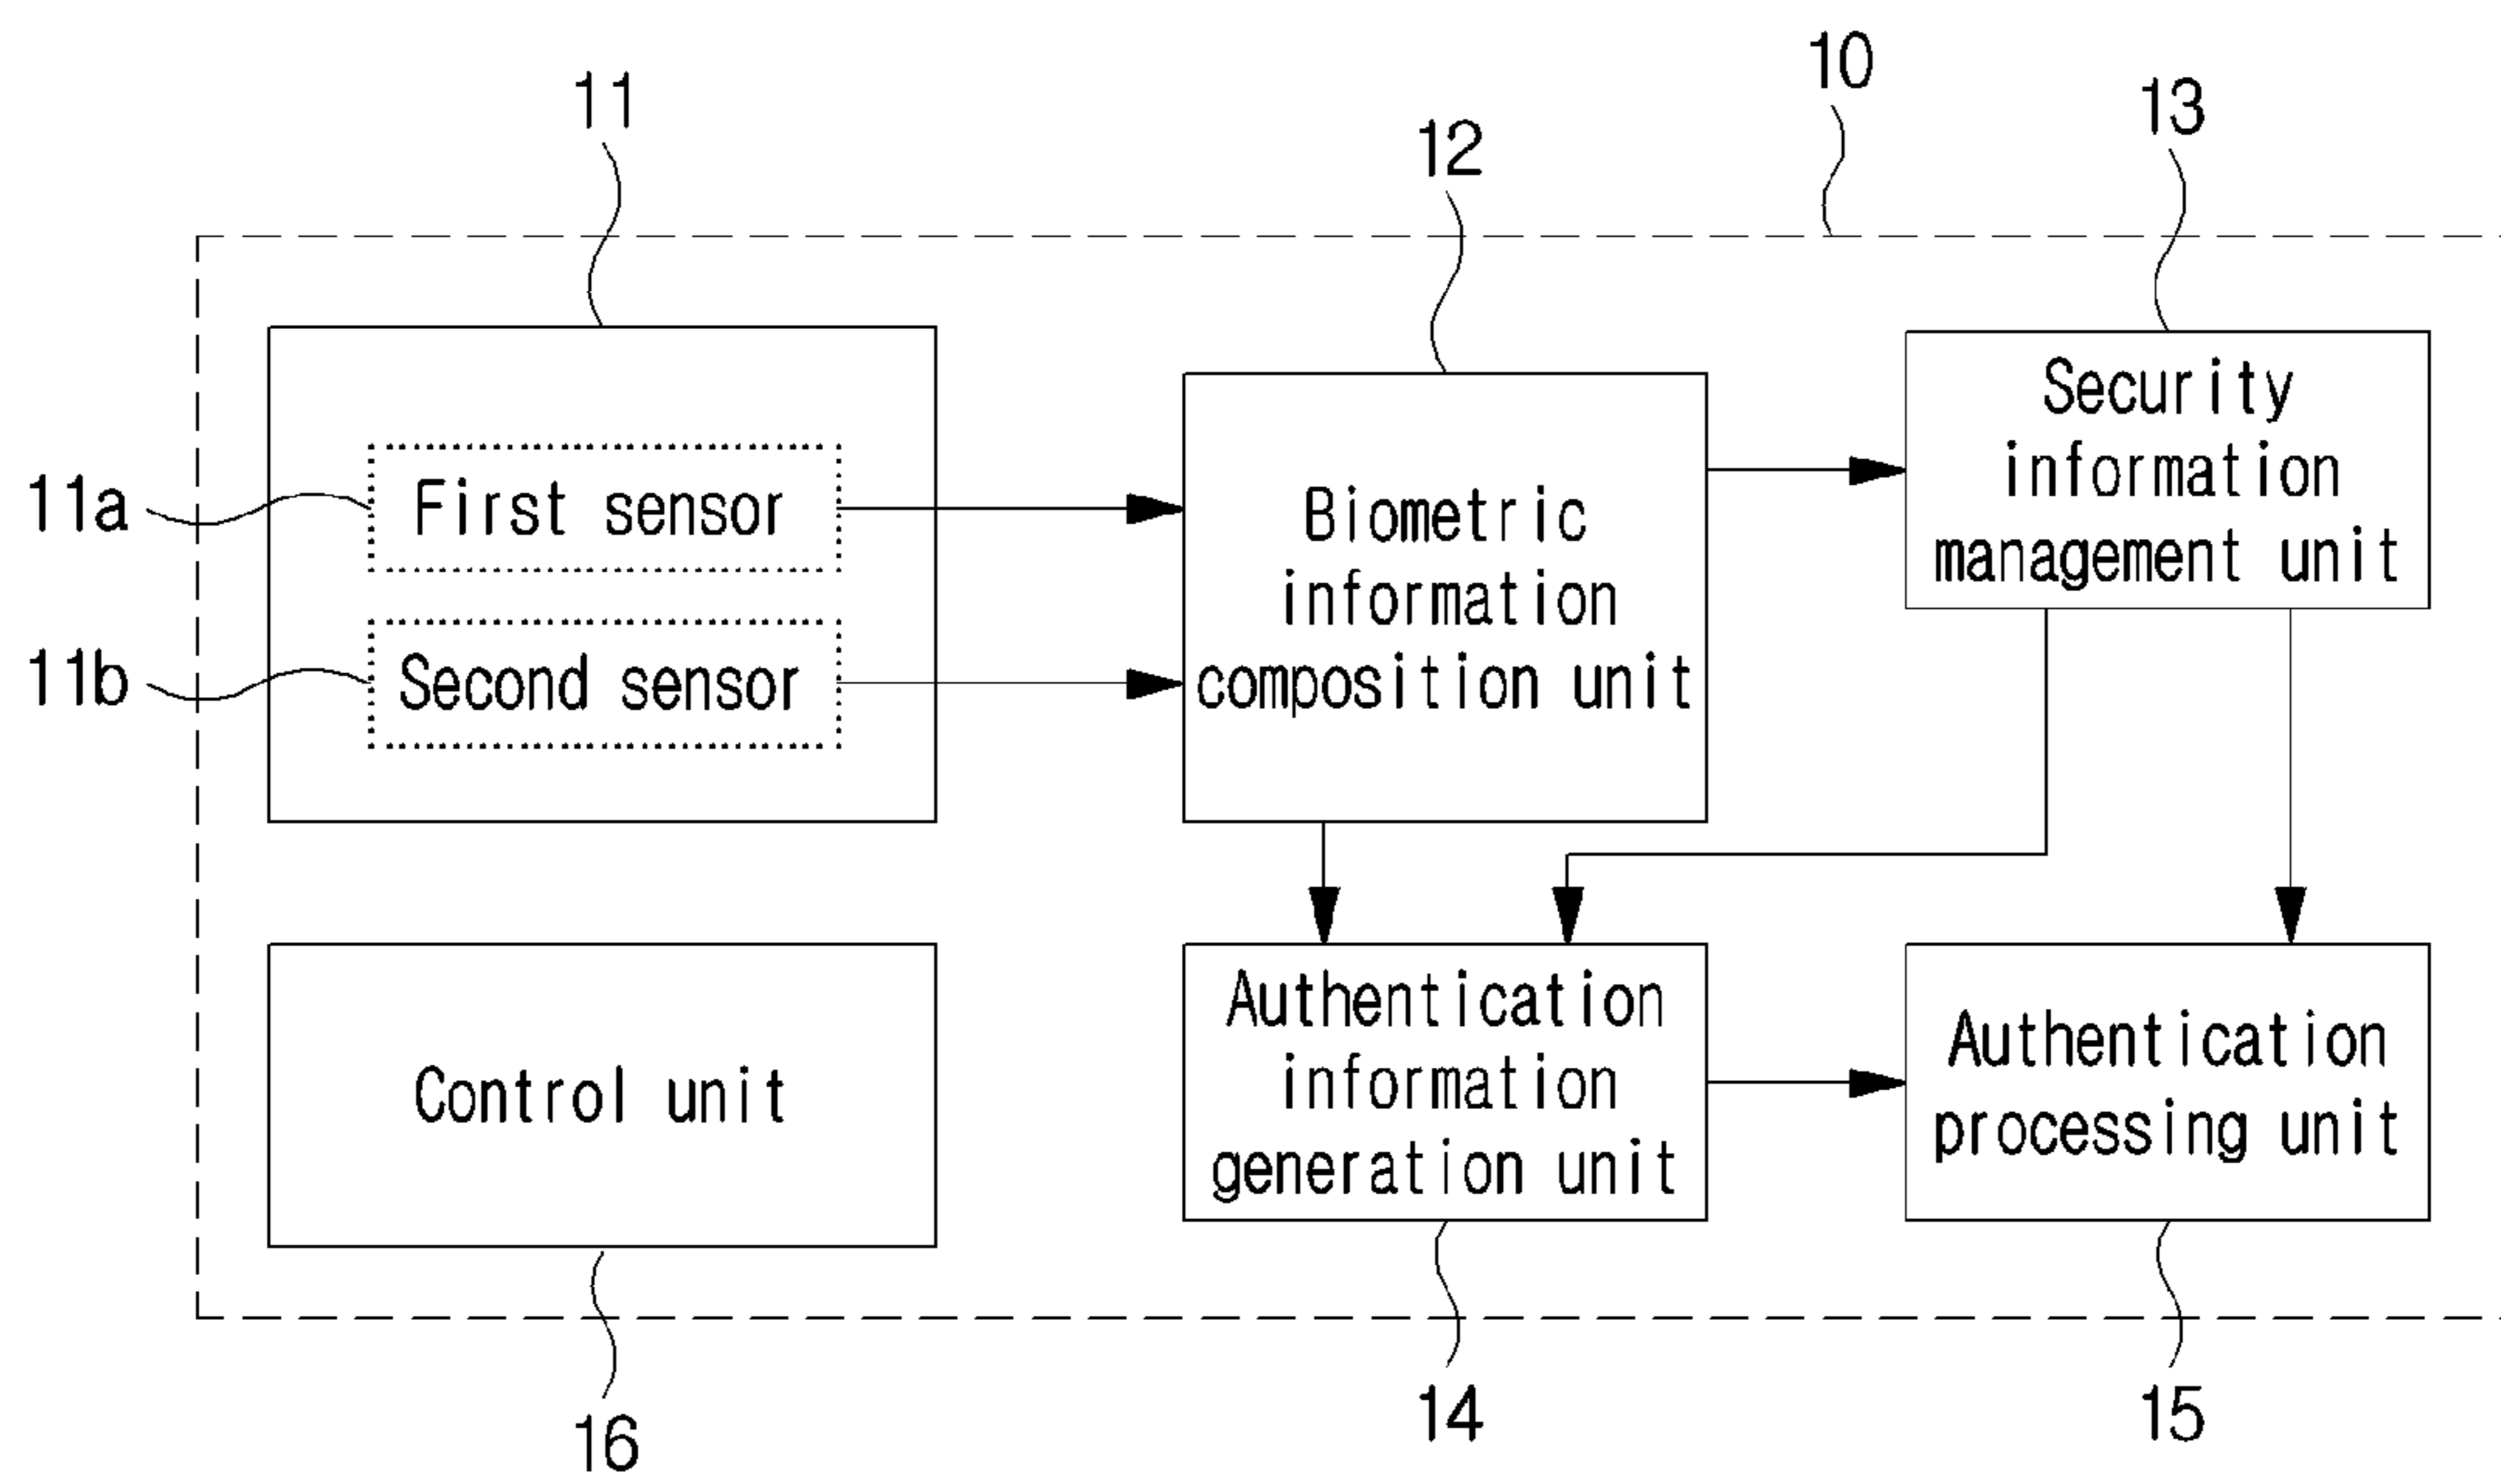 10
11
13
12
Security
information
management unit
11a
First sensor
Biometric
information
composition unit
11b
Second sensor
Control unit
Authentication
information
generation unit
Authentication
processing unit
16
14
15